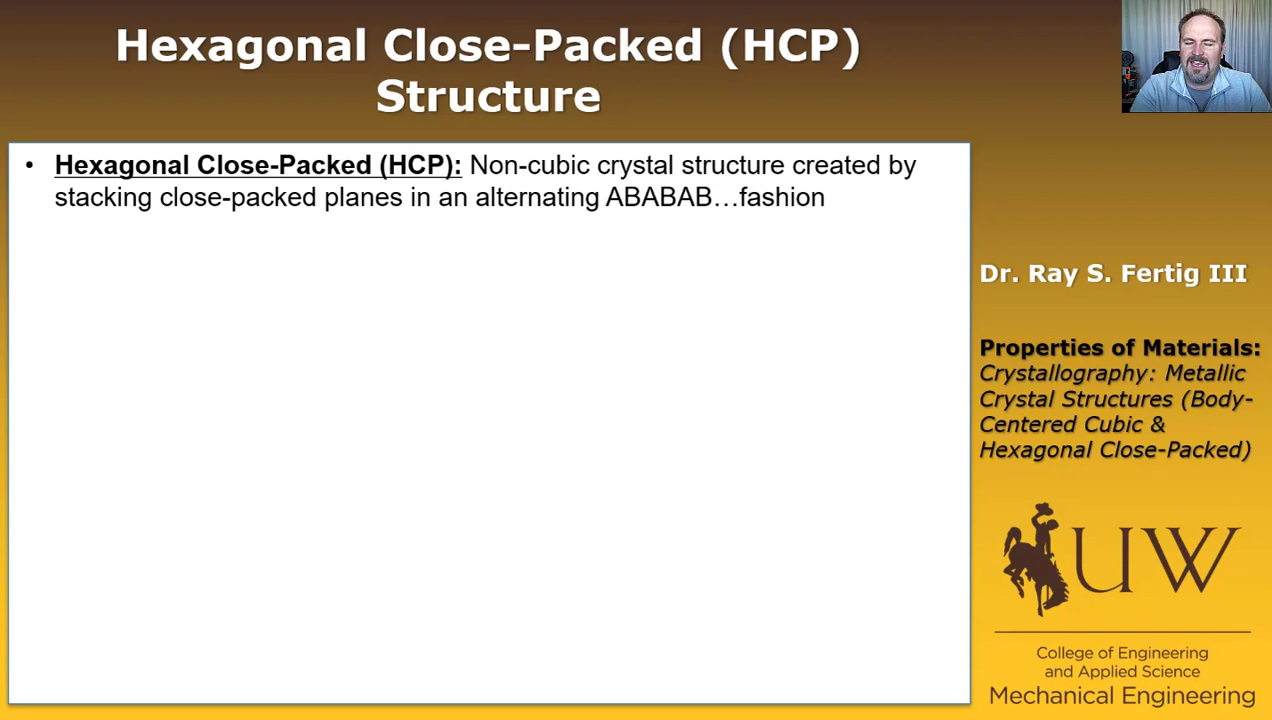 Hexagonal Close-Packed (HCP)
Structure
• Hexagonal Close-Packed (HCP): Non-cubic crystal structure created by
stacking close-packed planes in an alternating ABABAB…fashion
Dr. Ray S. Fertig III
Properties of Materials:
Crystallography: Metallic
Crystal Structures (Body-
Centered Cubic &
Hexagonal Close-Packed)
UW
College of Engineering
and Applied Science
Mechanical Engineering